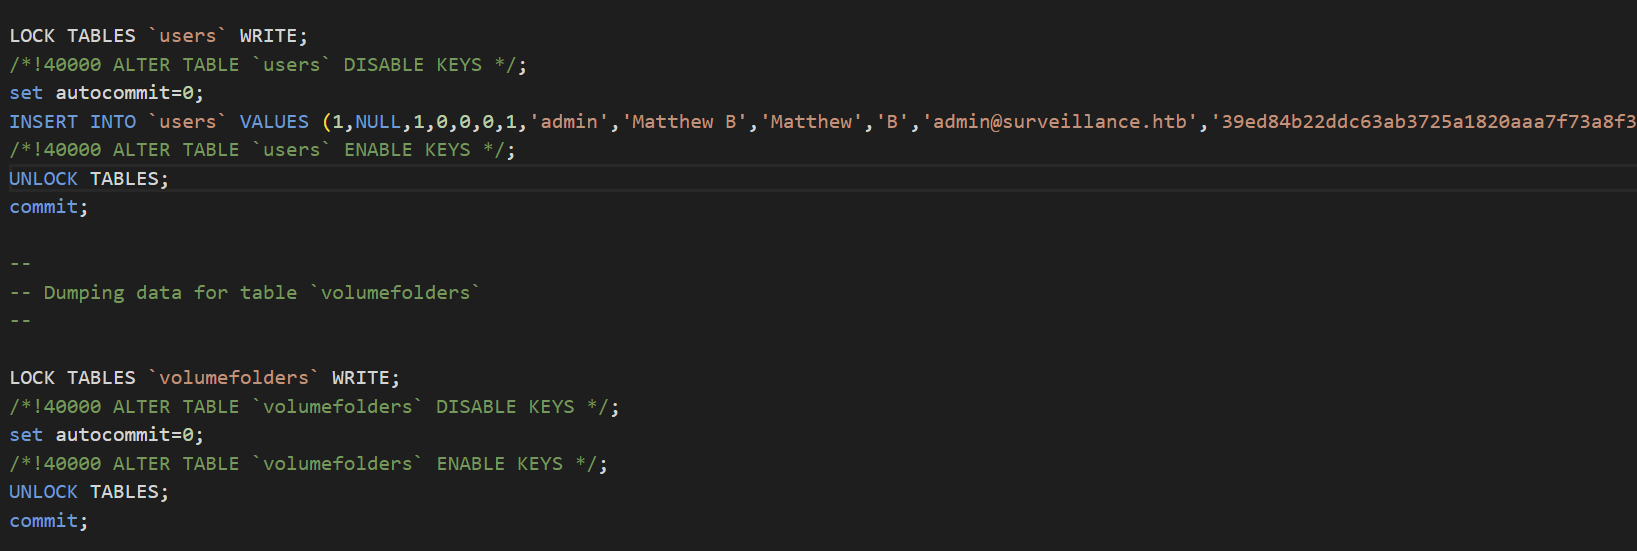 LOCK TABLES `users` WRITE;
/*!40000 ALTER TABLE `users` DISABLE KEYS */;
set autocommit=0;
INSERT INTO `users` VALUES (1,NULL,1,0,0,0,1,'admin','Matthew B','Matthew','B','admin@surveillance.htb','39ed84b22ddc63ab3725a1820aaa7f73a8f3
/*!40000 ALTER TABLE `users` ENABLE KEYS */;
UNLOCK TABLES;
commit;
--
-- Dumping data for table `volumefolders`
--
LOCK TABLES `volumefolders` WRITE;
/*!40000 ALTER TABLE `volumefolders` DISABLE KEYS */;
set autocommit=0;
/*!40000 ALTER TABLE `volumefolders` ENABLE KEYS */;
UNLOCK TABLES;
commit;